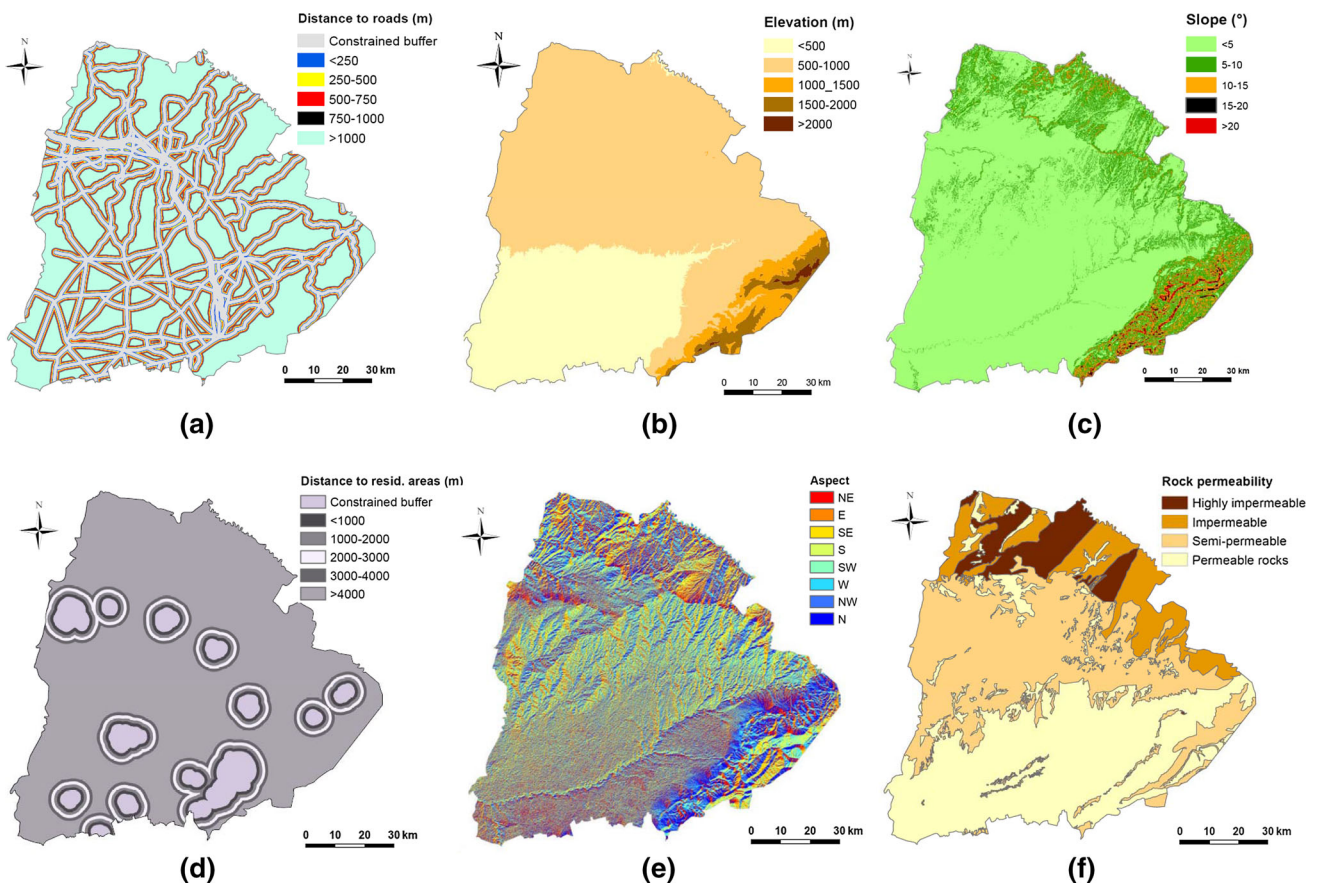 Distance to roads (m)
N
Constrained buffer
<250
250-500
500-750
750-1000
>1000
0 10 20 30 km
(a)
Elevation (m)
N
<500
500-1000
1000_1500
1500-2000
>2000
0 10 20 30 km
(b)
Slope (°)
N
<5
5-10
10-15
15-20
>20
0 10 20 30 km
(c)
Distance to resid. areas (m)
N
Constrained buffer
<1000
1000-2000
2000-3000
3000-4000
>4000
0 10 20 30 km
(d)
Aspect
N
NE
E
SE
S
SW
W
NW
N
0 10 20 30 km
(e)
Rock permeability
N
Highly impermeable
Impermeable
Semi-permeable
Permeable rocks
0 10 20 30 km
(f)